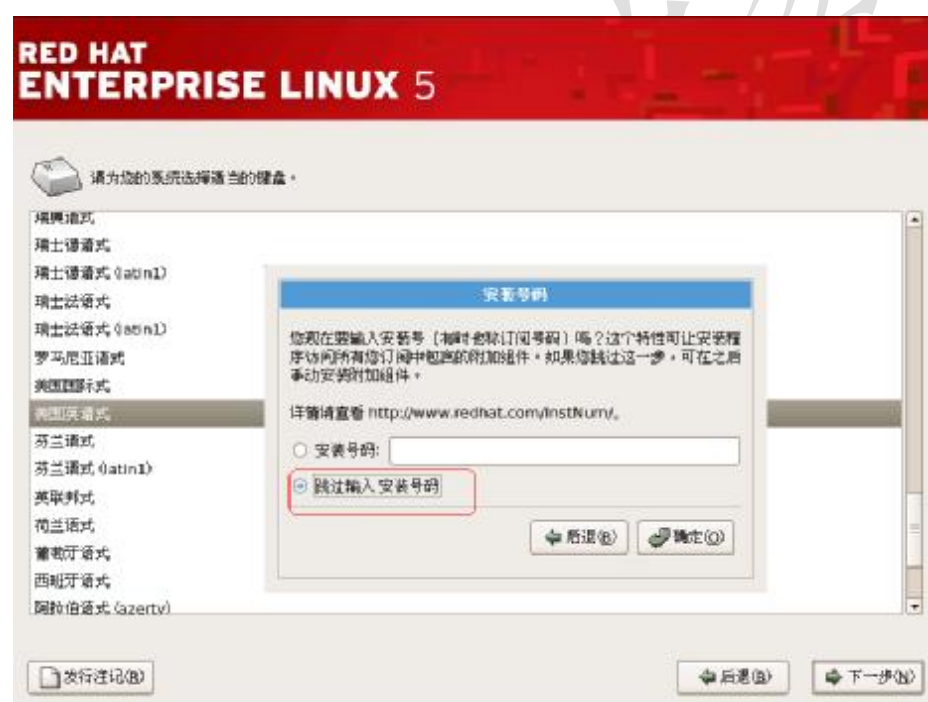 RED HAT
ENTERPRISE LINUX 5
请为您的系统选择适当的键盘。
瑞典语式
瑞士德语式
瑞士德语式 (latin1)
瑞士法语式
瑞士法语式 (latin1)
罗马尼亚语式
美国国际式
美国英语式
芬兰语式
芬兰语式 (latin1)
英联邦式
荷兰语式
葡萄牙语式
西班牙语式
阿拉伯语式 (azerty)
安装号码
您现在要输入安装号（有时也称订阅号码）吗？这个特性可让安装程
序访问所有您订阅中包含的附加组件。如果您跳过这一步，可在之后
手动安装附加组件。
详情请查看 http://www.redhat.com/InstNum/。
安装号码:
跳过输入安装号码
后退(B)
确定(O)
发行注记(R)
后退(B)
下一步(N)